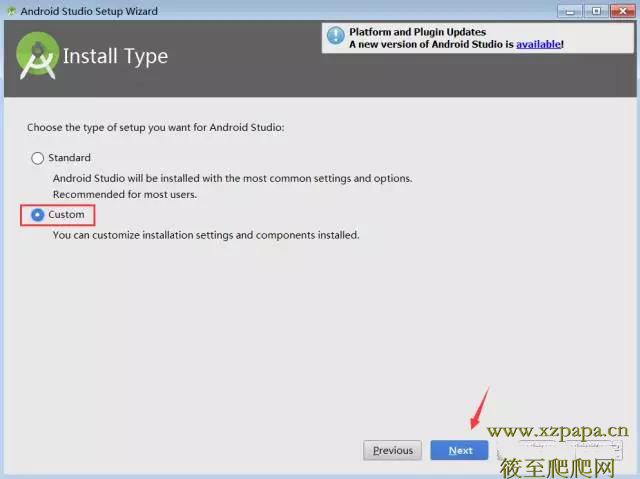 Android Studio Setup Wizard
Platform and Plugin Updates
A new version of Android Studio is available!
Install Type
Choose the type of setup you want for Android Studio:
Standard
Android Studio will be installed with the most common settings and options.
Recommended for most users.
Custom
You can customize installation settings and components installed.
Previous
Next
www.xzpapa.cn
筱至爬爬网